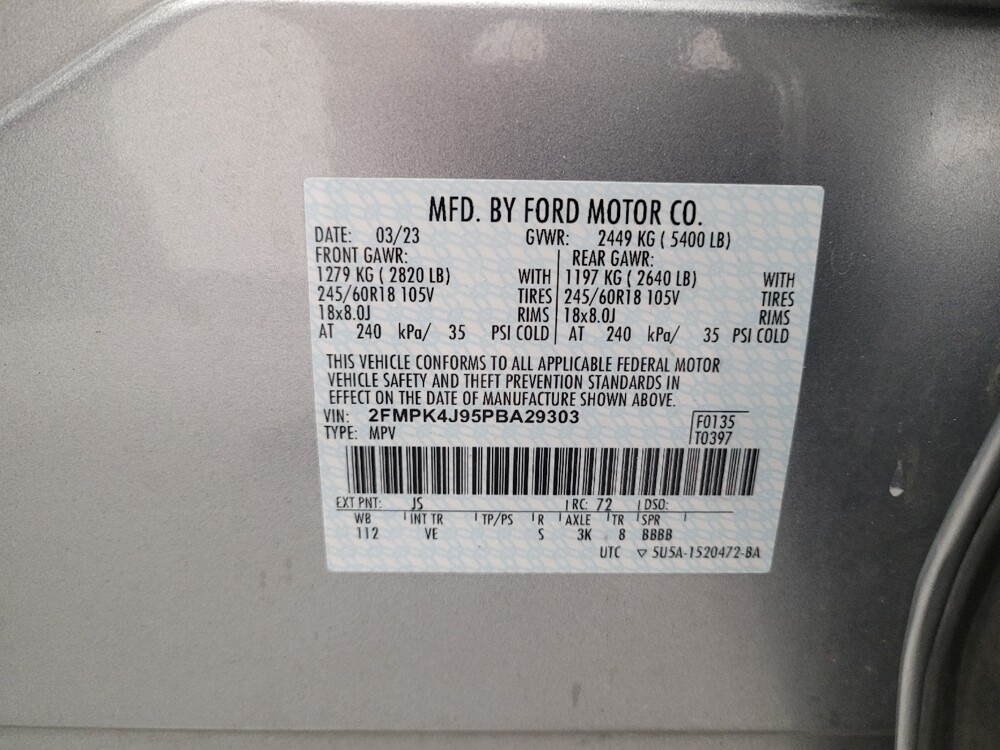 MFD. BY FORD MOTOR CO.
DATE: 03/23 GVWR: 2449 KG ( 5400 LB)
FRONT GAWR: REAR GAWR:
1279 KG ( 2820 LB) WITH 1197 KG ( 2640 LB) WITH
245/60R18 105V TIRES 245/60R18 105V TIRES
18x8.0J RIMS 18x8.0J RIMS
AT 240 kPa/ 35 PSI COLD AT 240 kPa/ 35 PSI COLD
THIS VEHICLE CONFORMS TO ALL APPLICABLE FEDERAL MOTOR
VEHICLE SAFETY AND THEFT PREVENTION STANDARDS IN
EFFECT ON THE DATE OF MANUFACTURE SHOWN ABOVE.
VIN: 2FMPK4J95PBA29303 F0135
TYPE: MPV T0397
EXT PNT: JS RC: 72 DSO:
WB INT TR TP/PS R AXLE TR SPR
112 VE S 3K 8 BBBB
UTC ▽ 5U5A-1520472-BA